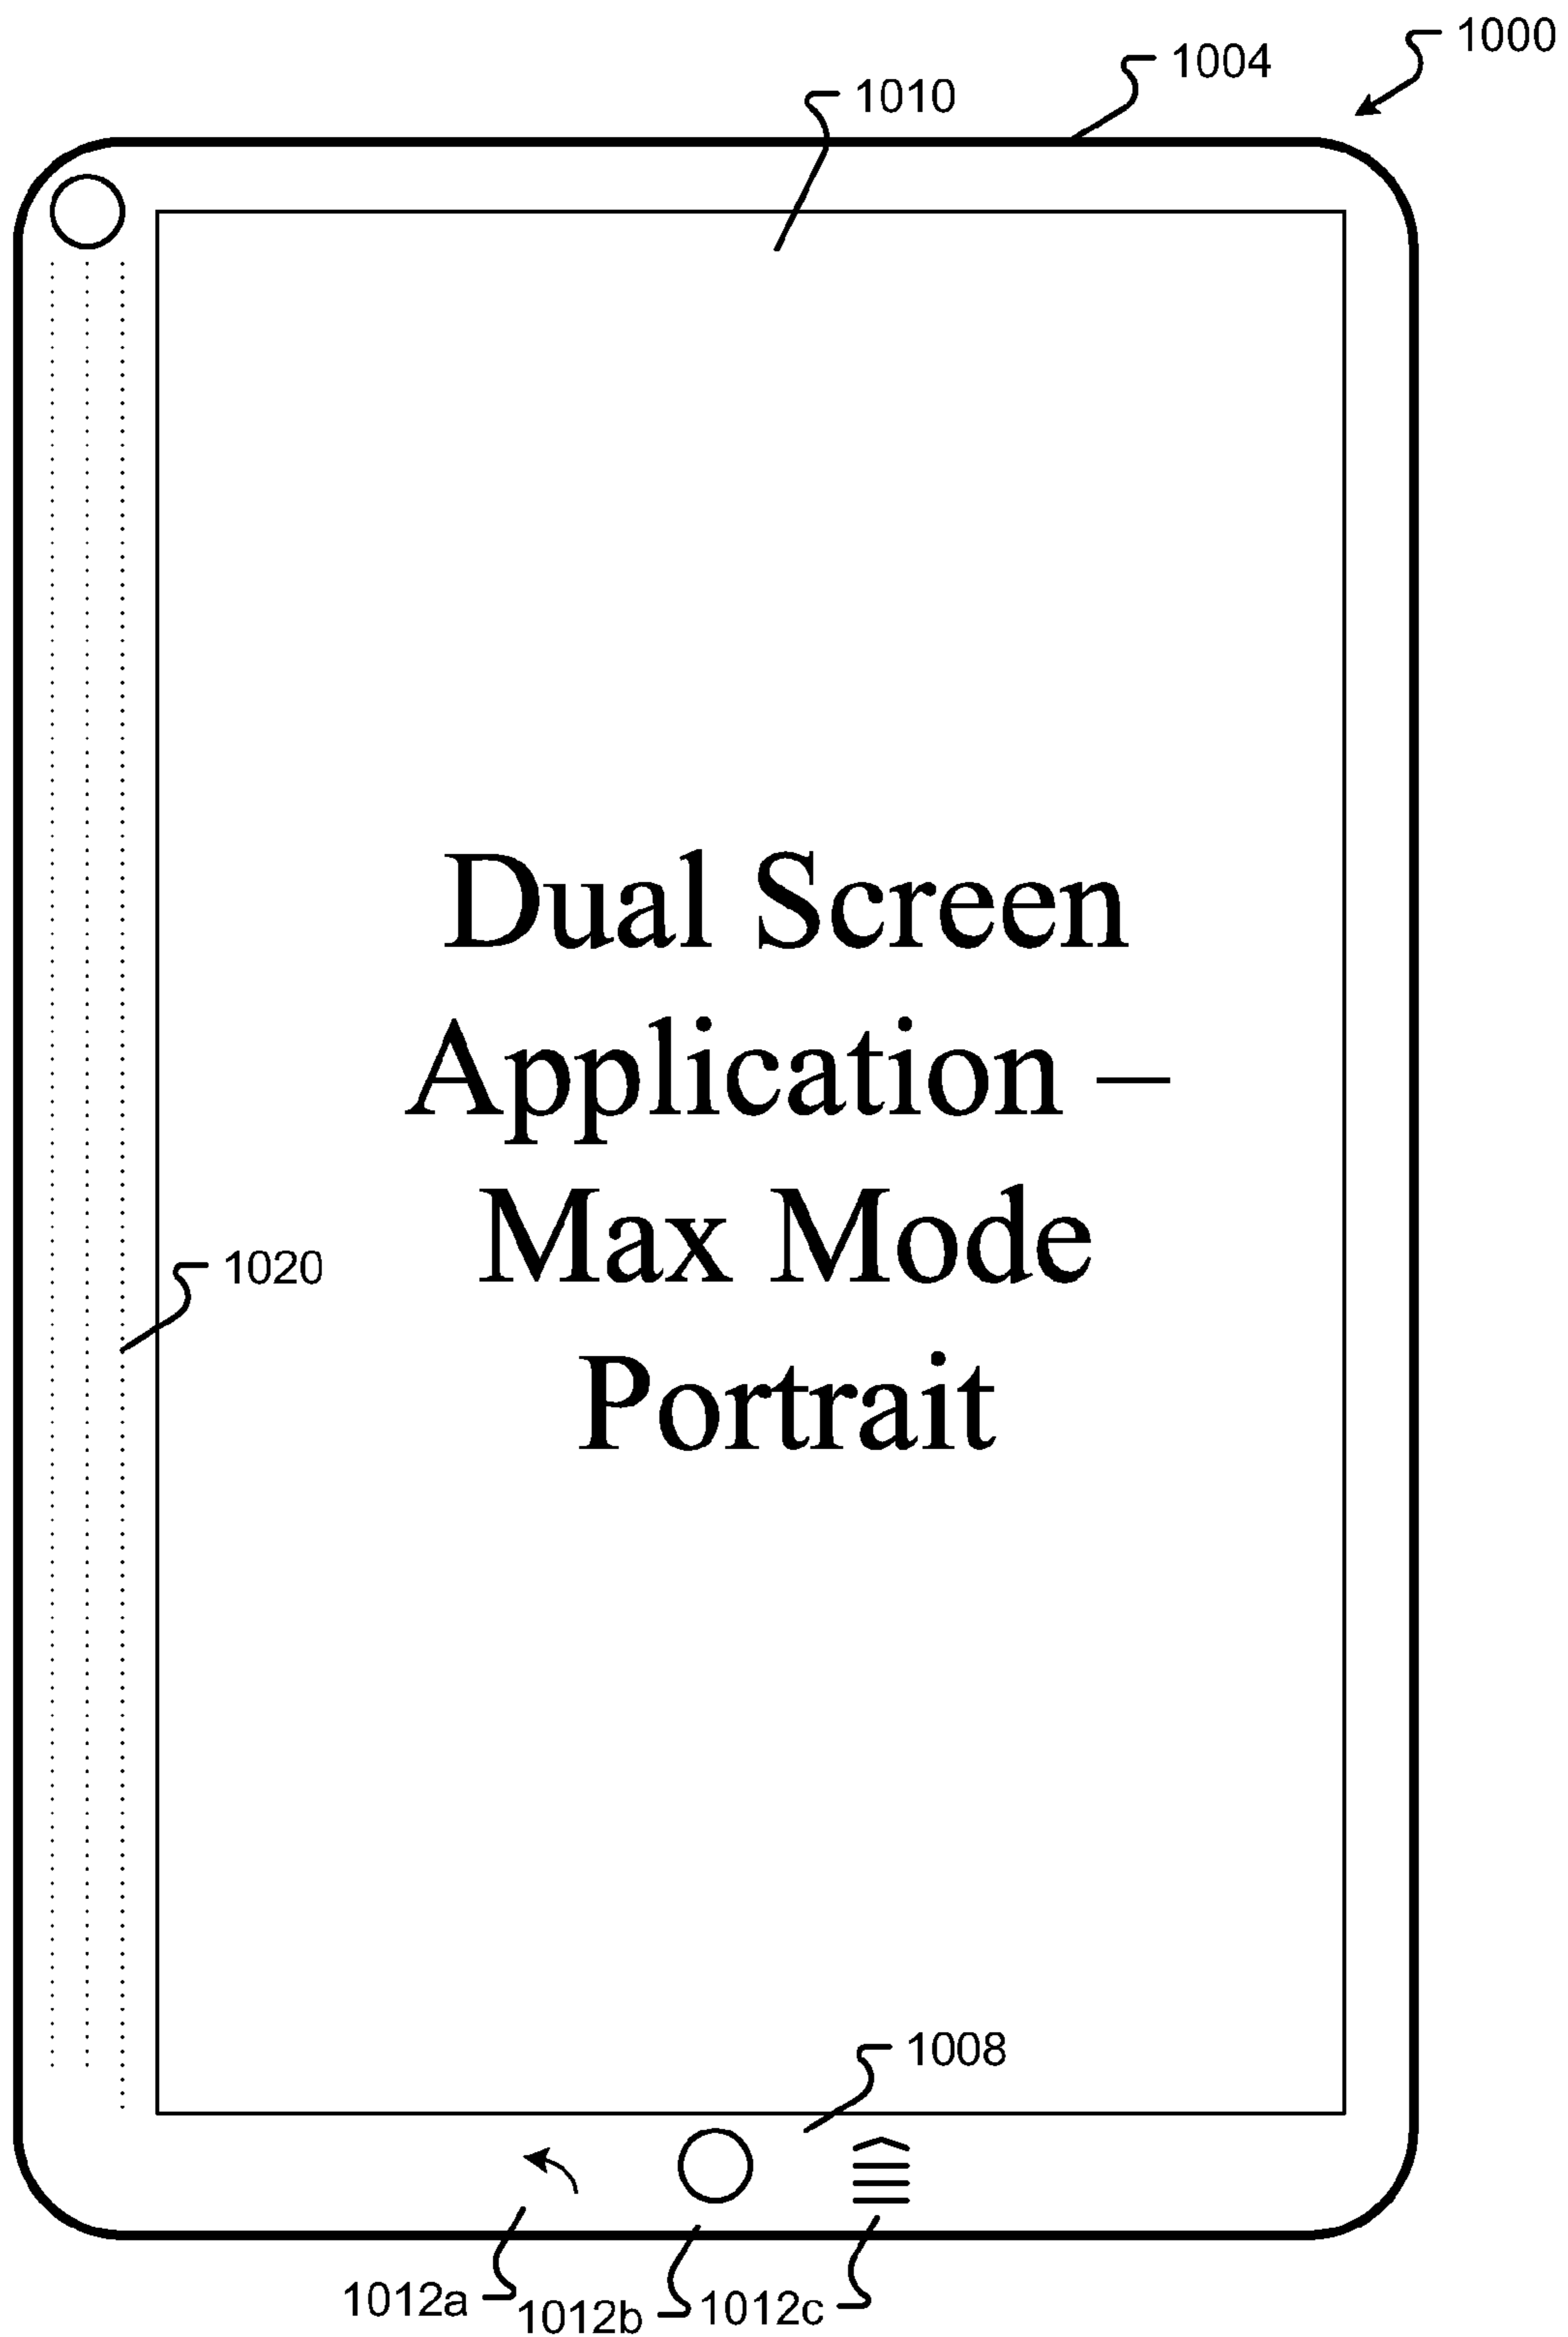 1000
1004
1010
Dual Screen
Application –
Max Mode
Portrait
1020
1008
1012a
1012b
1012c